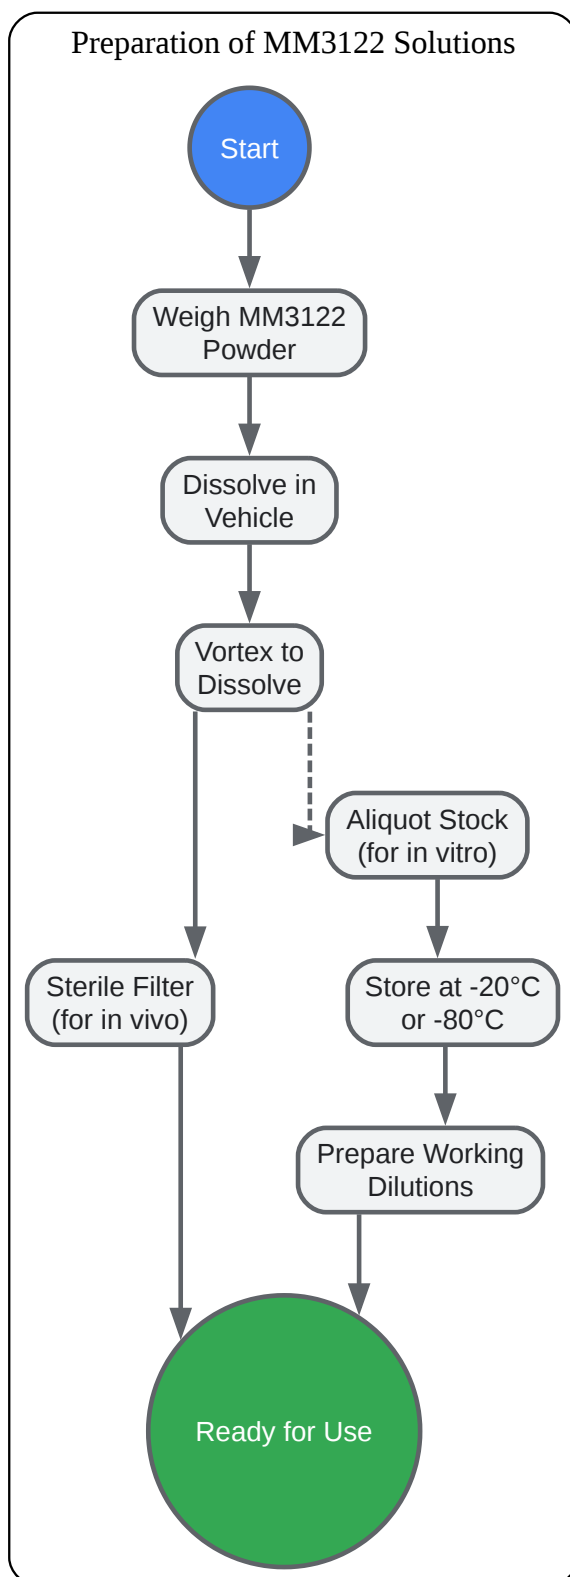 Preparation of MM3122 Solutions
Start
Weigh MM3122
Powder
Dissolve in
Vehicle
Vortex to
Dissolve
Aliquot Stock
(for in vitro)
Sterile Filter
(for in vivo)
Store at -20°C
or -80°C
Prepare Working
Dilutions
Ready for Use